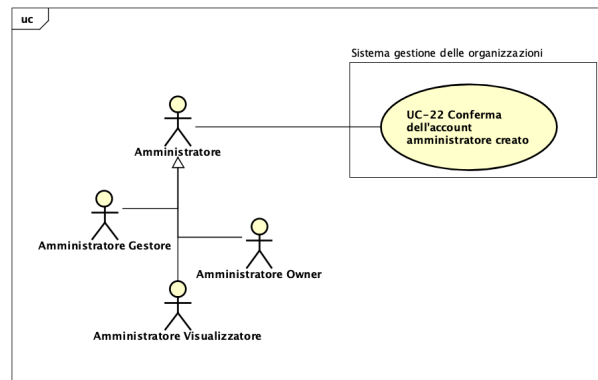 uc
Sistema gestione delle organizzazioni
UC-22 Conferma
dell'account
amministratore creato
Amministratore
Amministratore Gestore
Amministratore Owner
Amministratore Visualizzatore